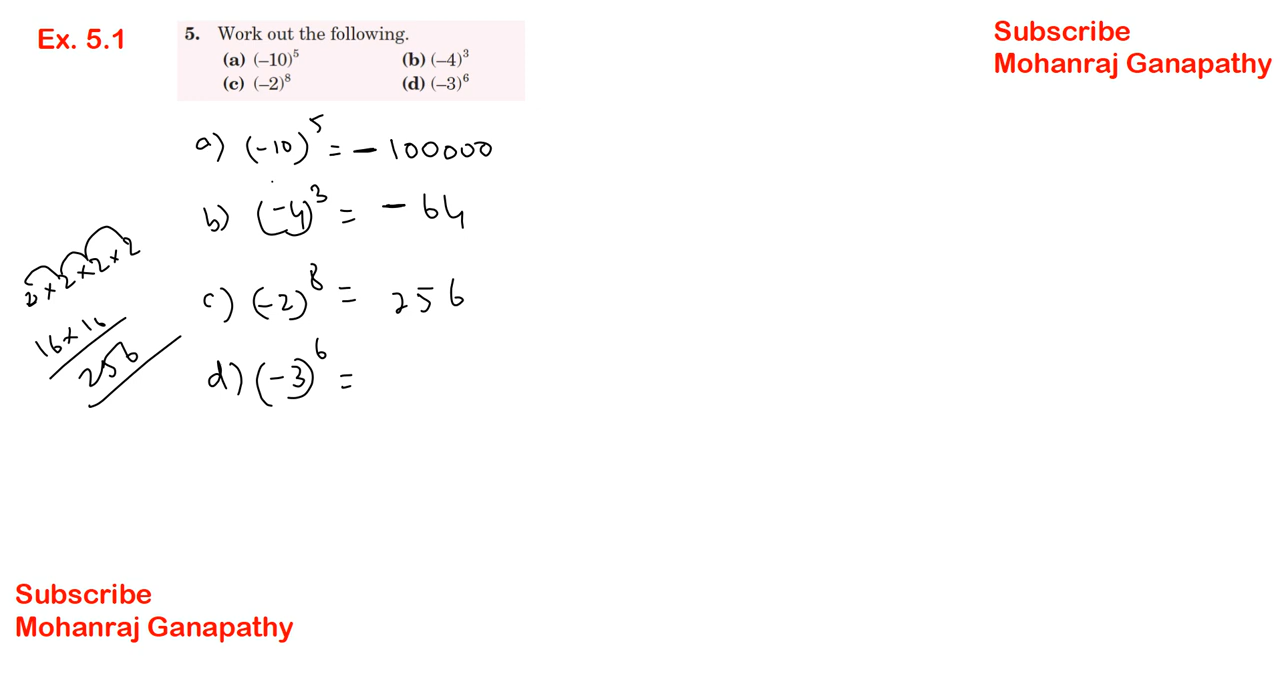 Ex. 5.1
5. Work out the following.
(a) (–10)⁵ (b) (–4)³
(c) (–2)⁸ (d) (–3)⁶
Subscribe
Mohanraj Ganapathy
a) (-10)⁵ = - 100000
b) (-4)³ = - 64
2 × 2 × 2 × 2
16 × 16
256
c) (-2)⁸ = 256
d) (-3)⁶ =
Subscribe
Mohanraj Ganapathy